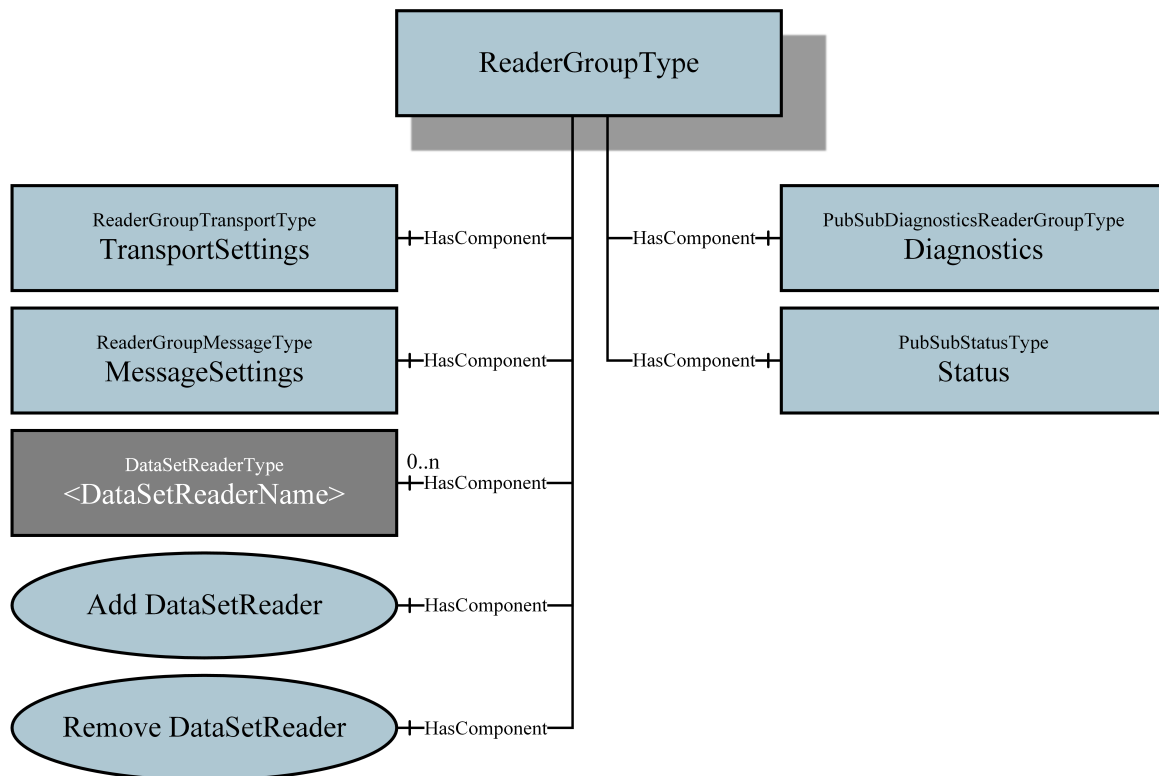 ReaderGroupType
ReaderGroupTransportType
TransportSettings
HasComponent
HasComponent
PubSubDiagnosticsReaderGroupType
Diagnostics
ReaderGroupMessageType
MessageSettings
HasComponent
HasComponent
PubSubStatusType
Status
DataSetReaderType
<DataSetReaderName>
0..n
HasComponent
Add DataSetReader
HasComponent
Remove DataSetReader
HasComponent